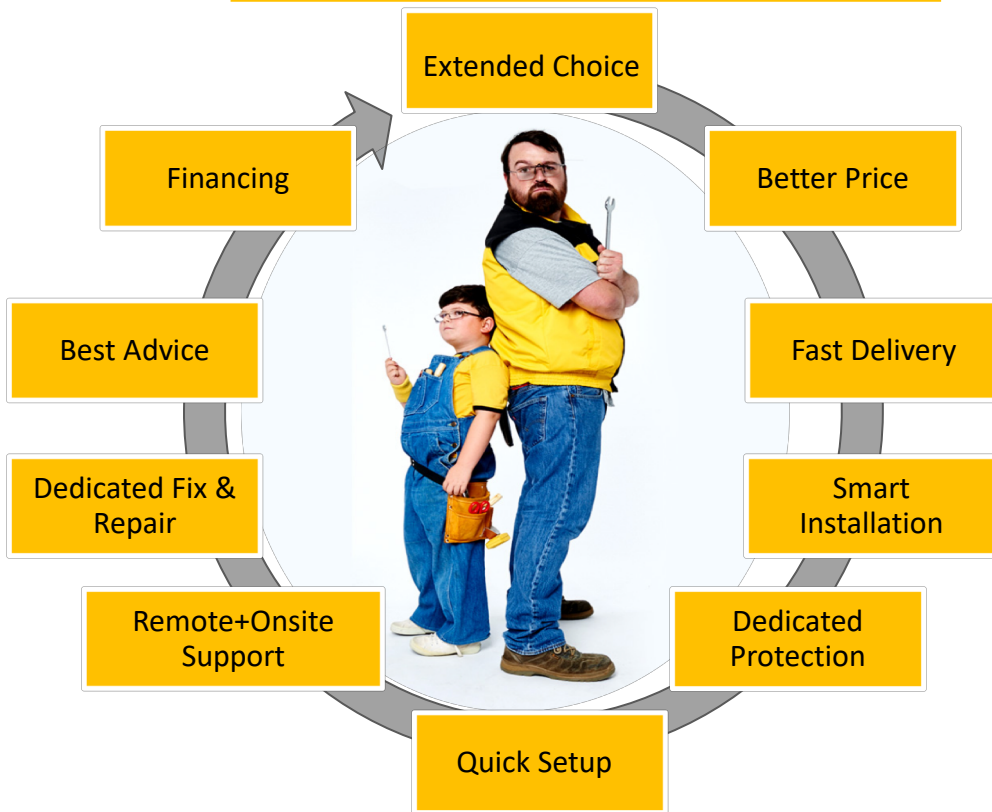 Extended Choice
Better Price
Fast Delivery
Smart
Installation
Dedicated
Protection
Quick Setup
Remote+Onsite
Support
Dedicated Fix &
Repair
Best Advice
Financing